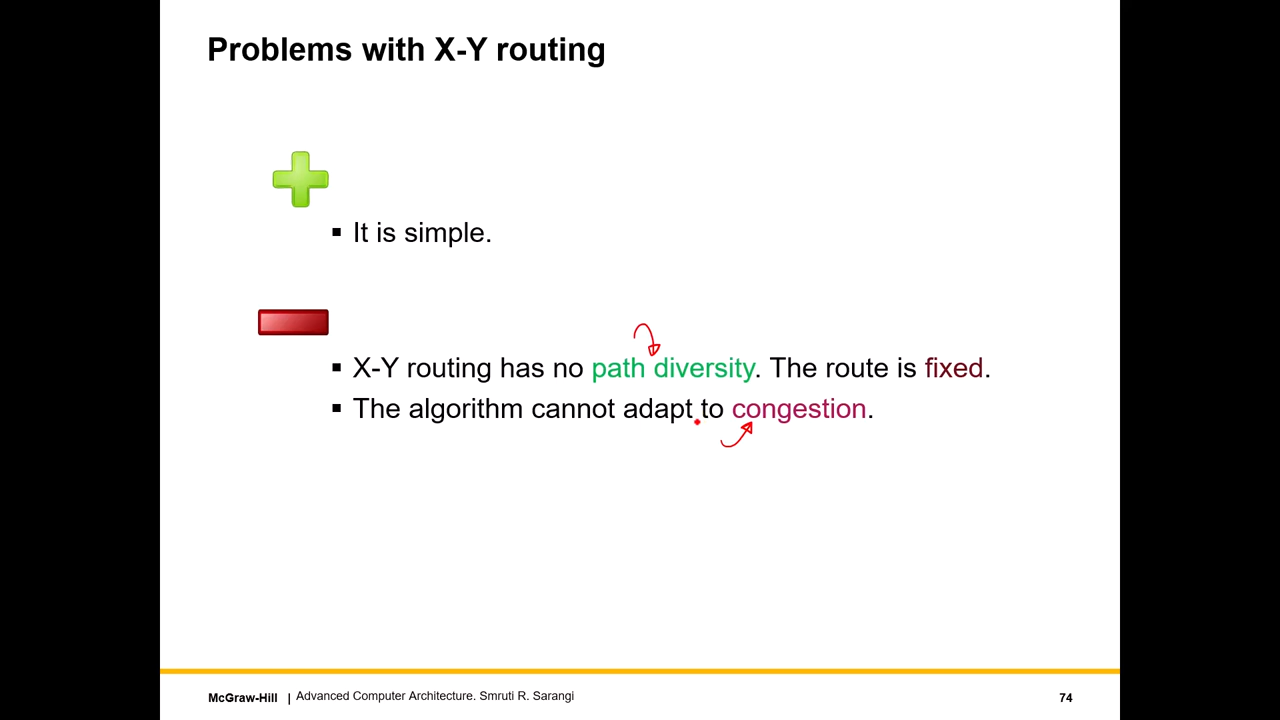 Problems with X-Y routing
▪ It is simple.
▪ X-Y routing has no path diversity. The route is fixed.
▪ The algorithm cannot adapt to congestion.
McGraw-Hill | Advanced Computer Architecture. Smruti R. Sarangi 74